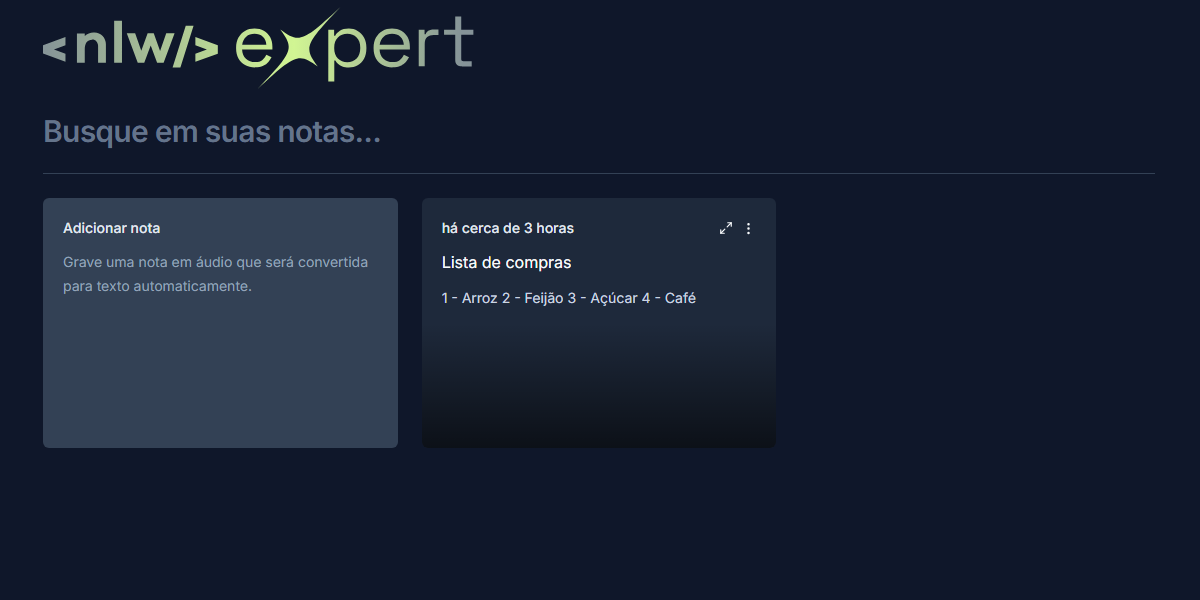 <nlw/> expert
Busque em suas notas...
Adicionar nota
Grave uma nota em áudio que será convertida
para texto automaticamente.
há cerca de 3 horas
Lista de compras
1 - Arroz 2 - Feijão 3 - Açúcar 4 - Café